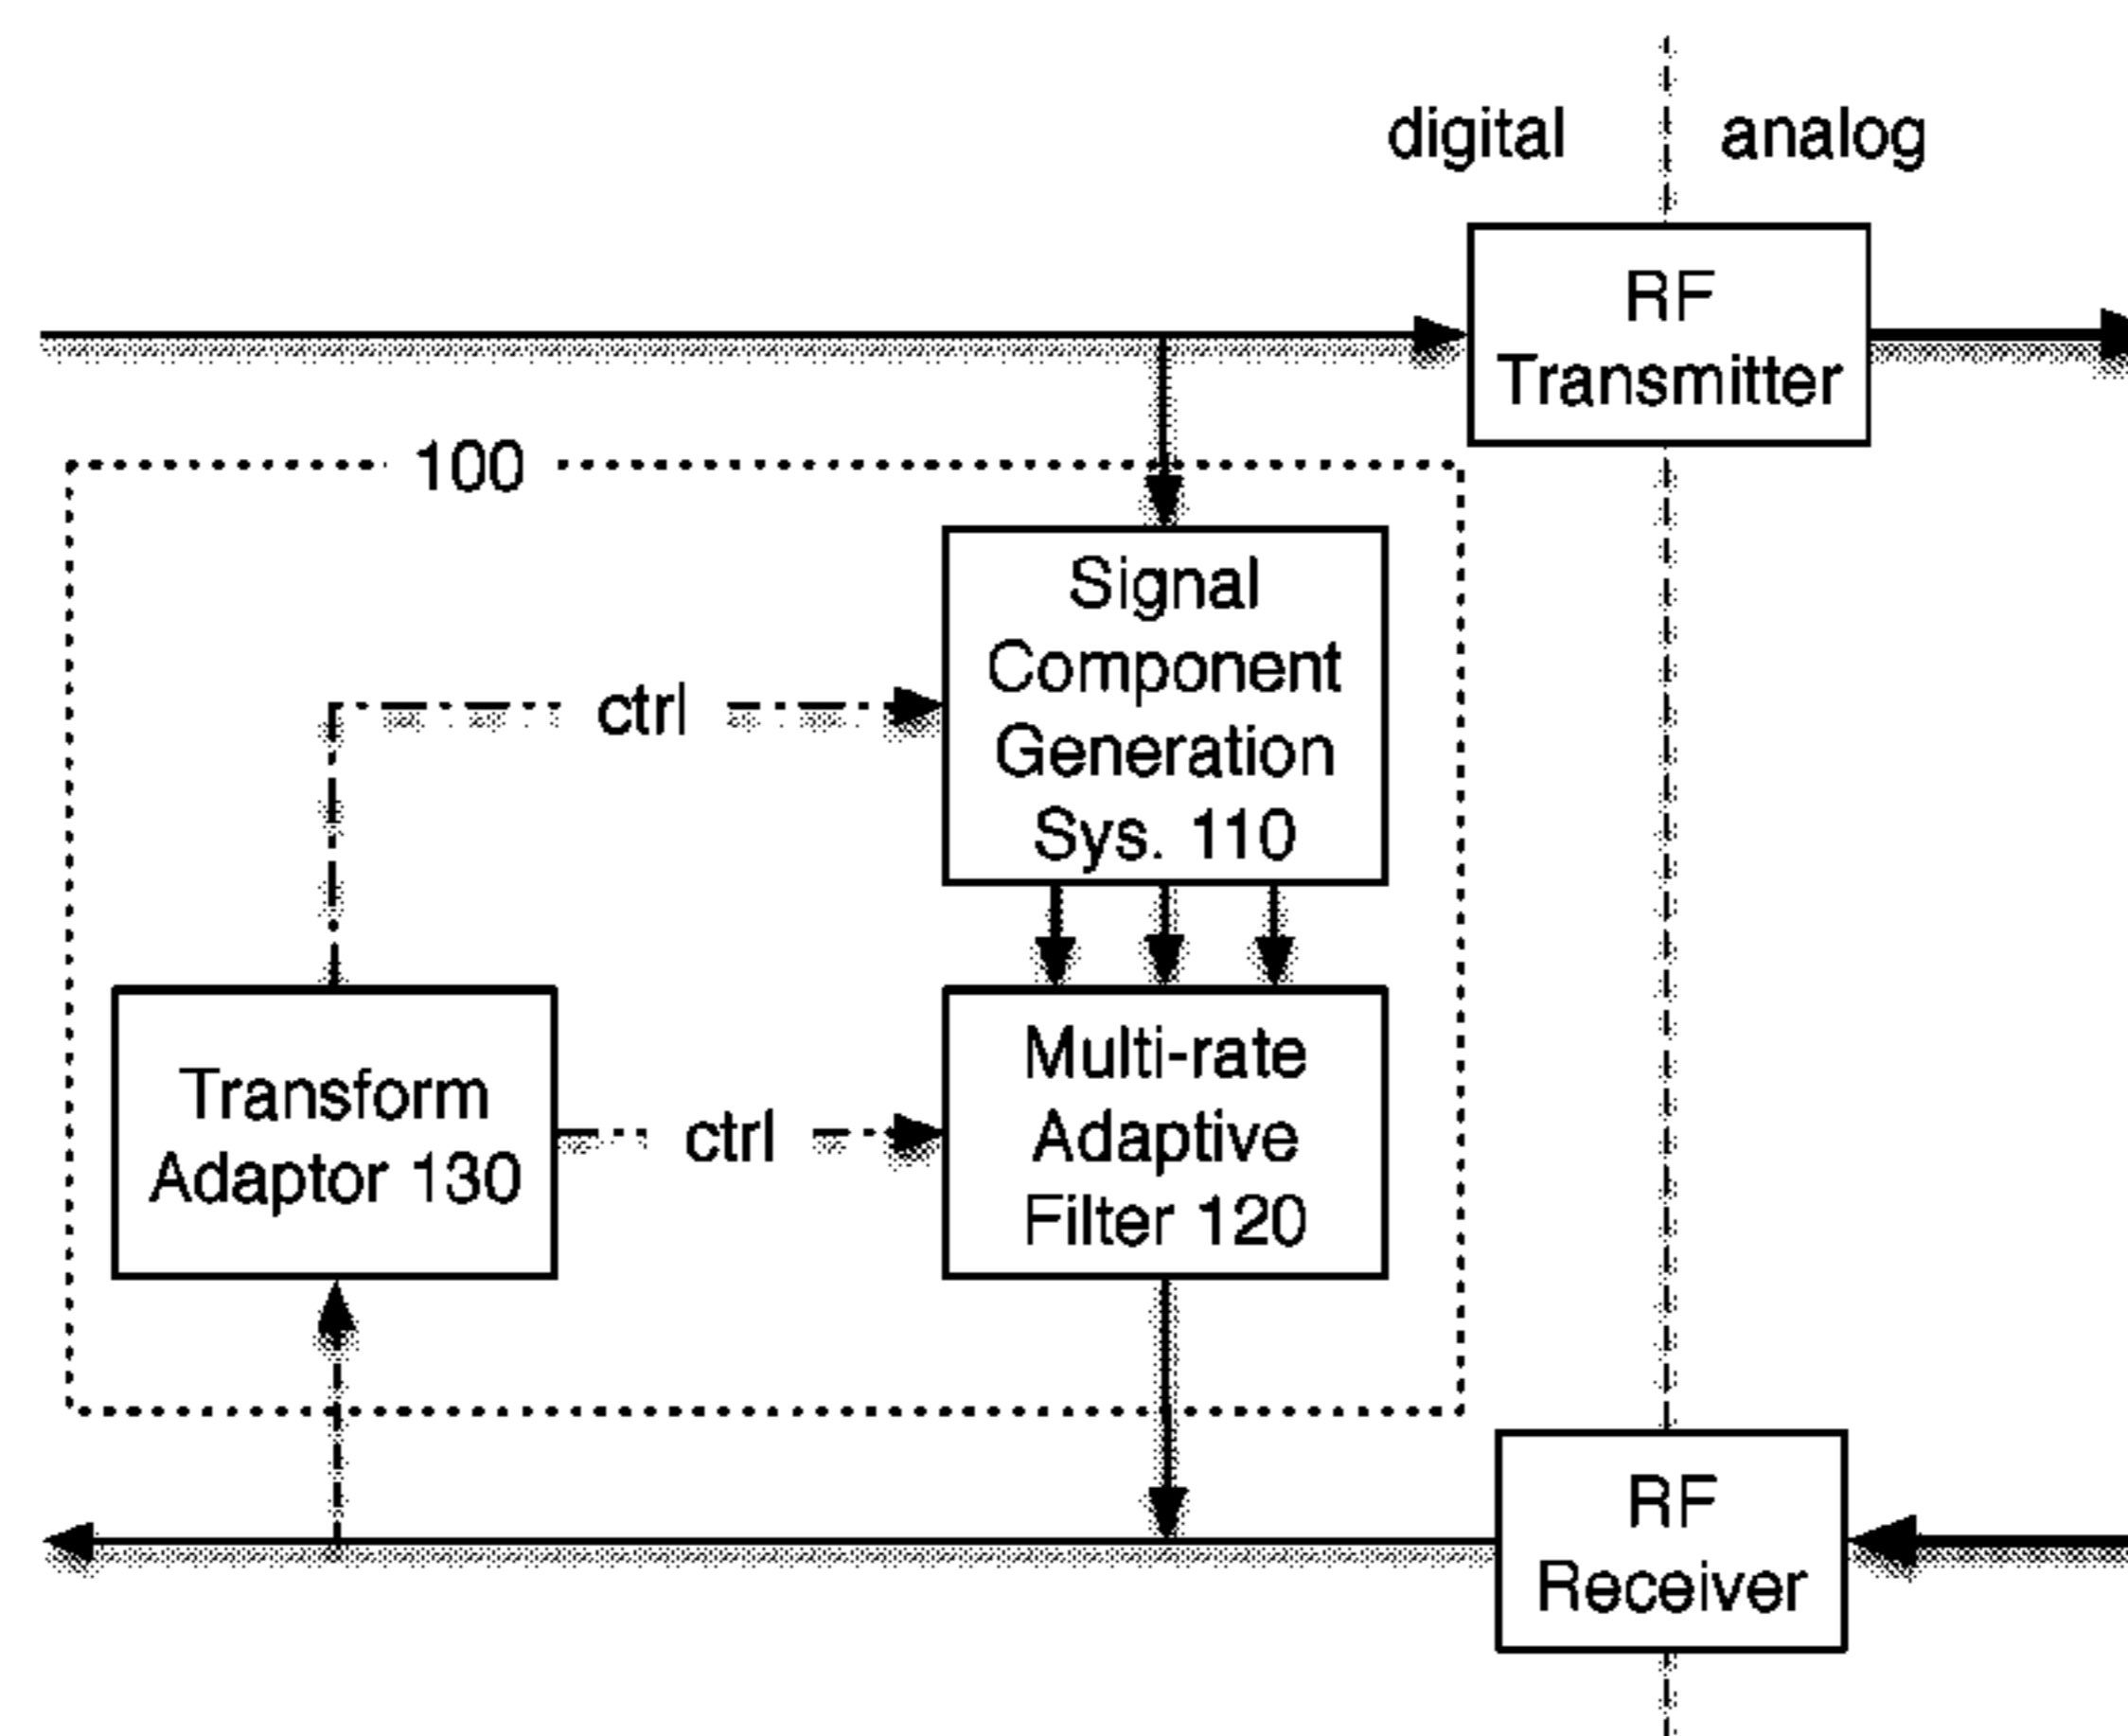 digital
analog
RF
Transmitter
100
Signal
Component
Generation
Sys. 110
ctrl
Transform
Adaptor 130
ctrl
Multi-rate
Adaptive
Filter 120
RF
Receiver